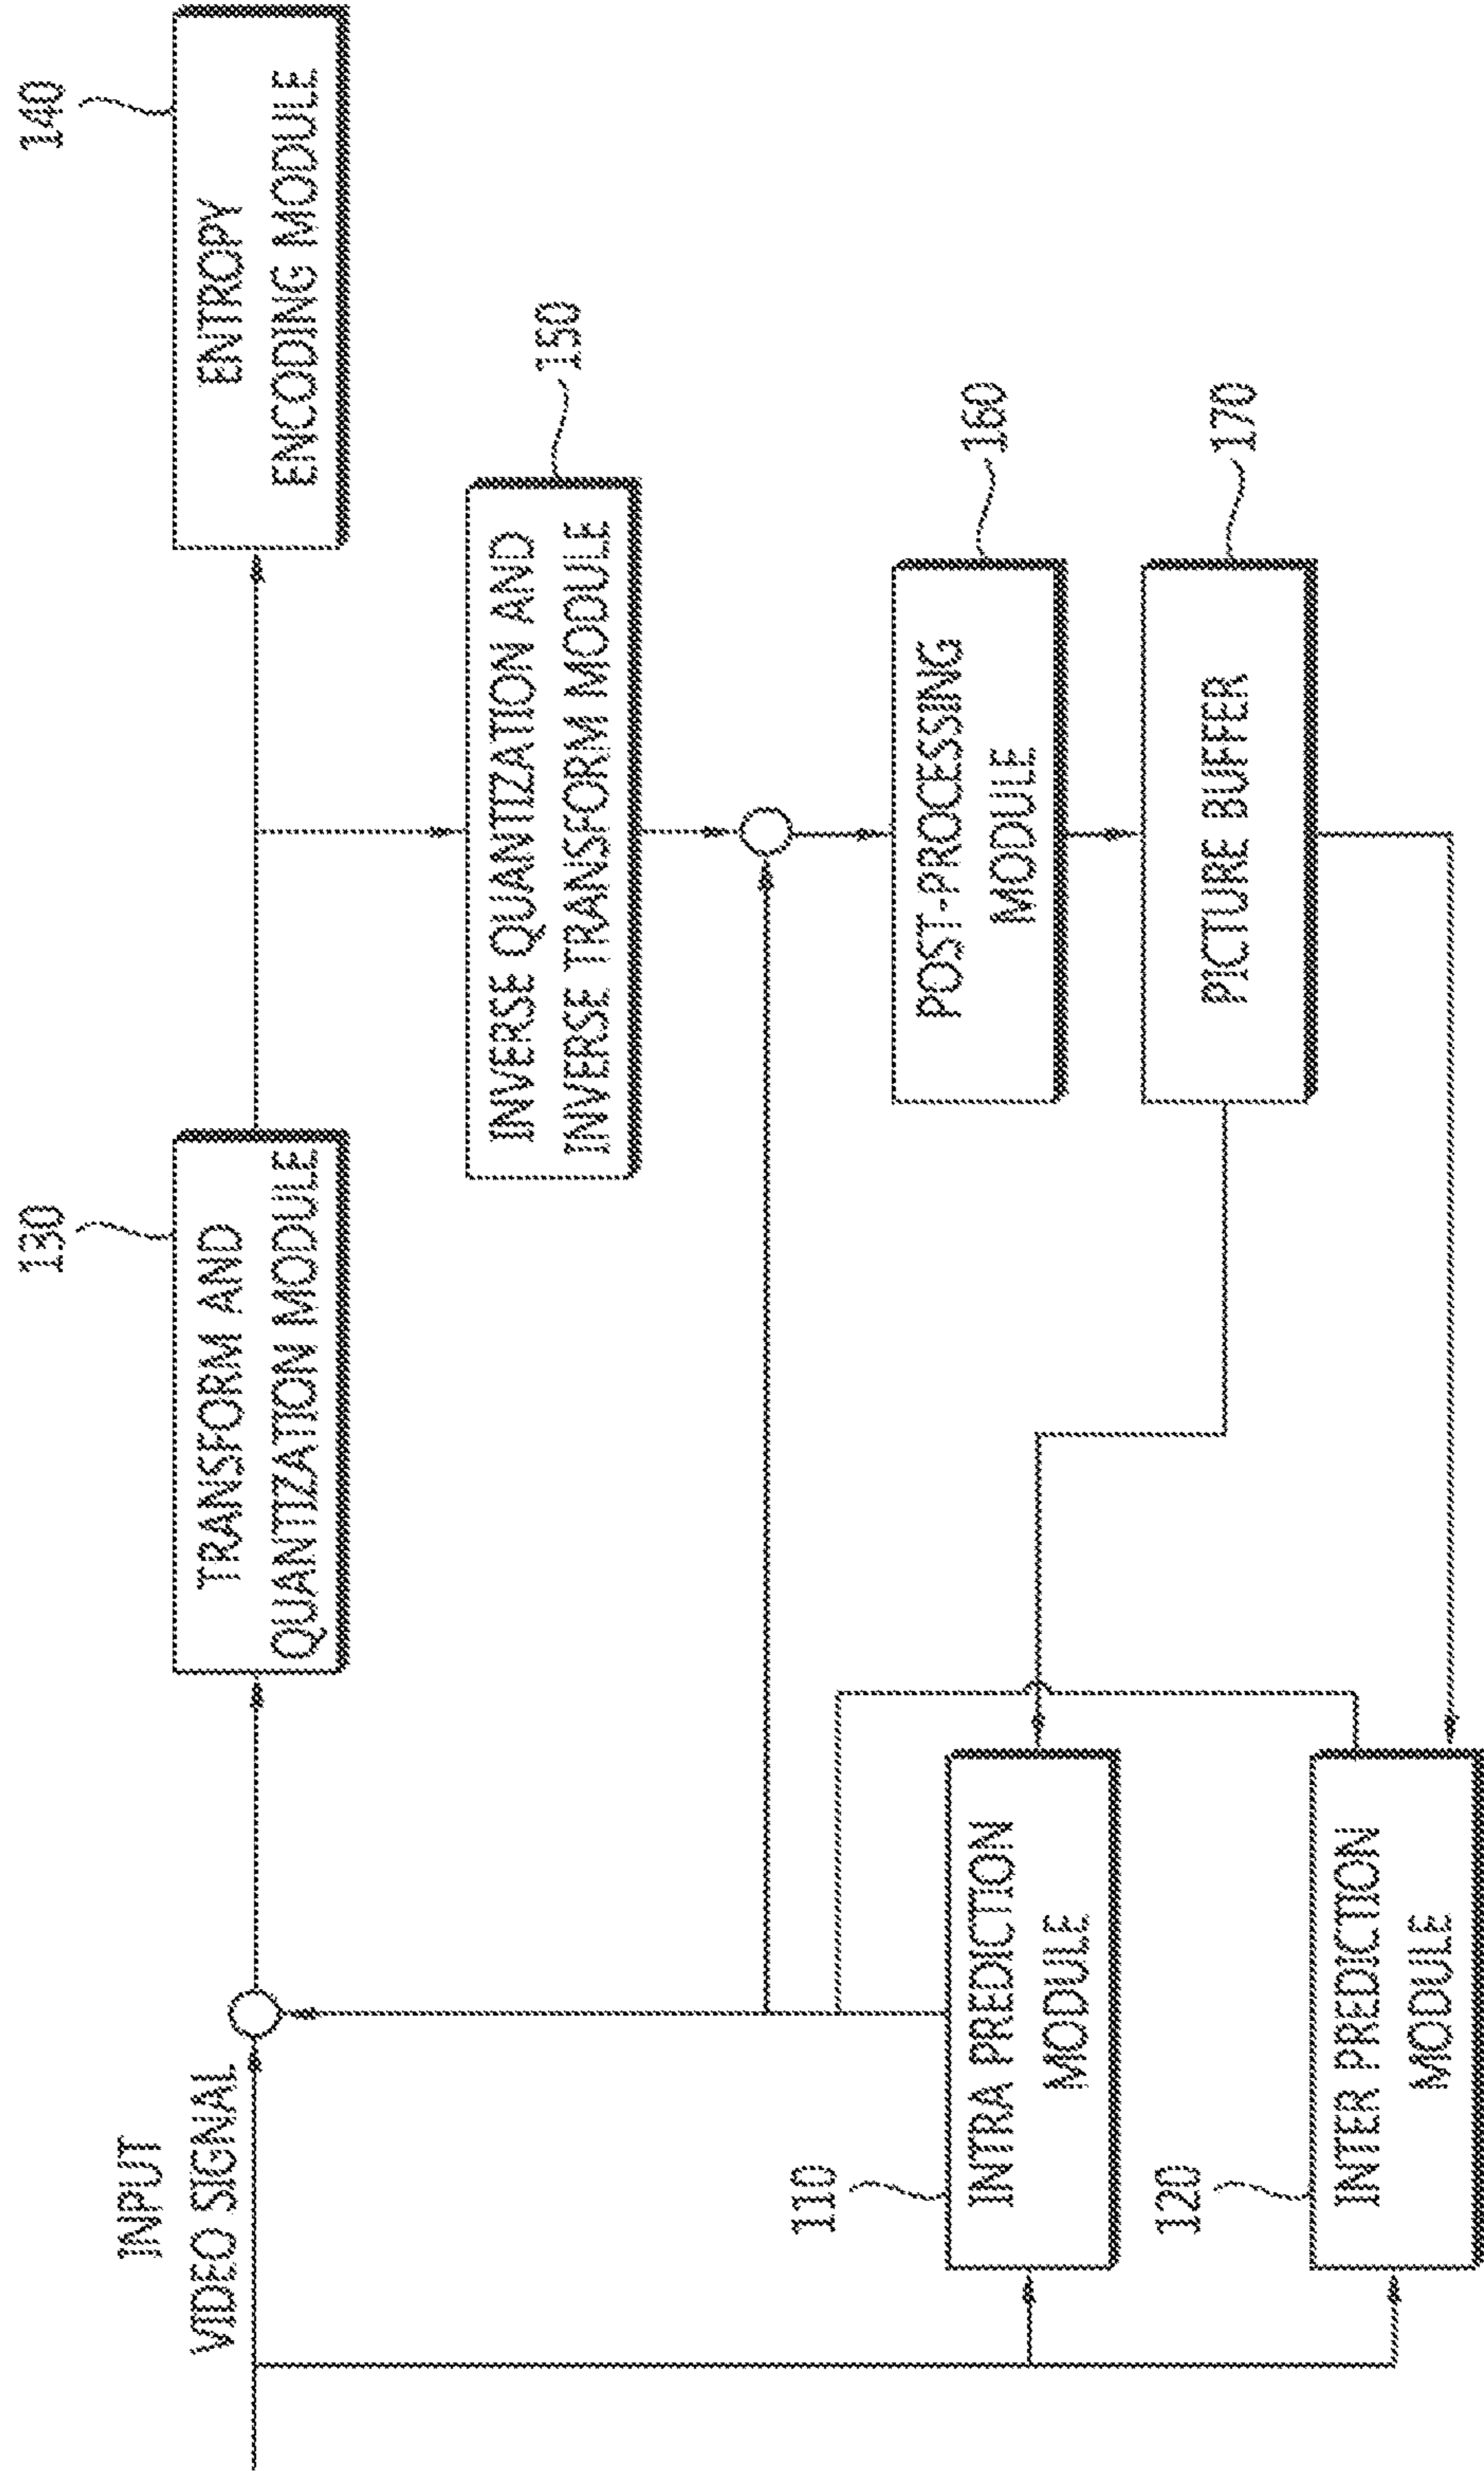 INPUT
VIDEO SIGNAL
130
TRANSFORM AND
QUANTIZATION MODULE
140
ENTROPY
ENCODING MODULE
150
INVERSE QUANTIZATION AND
INVERSE TRANSFORM MODULE
160
POST-PROCESSING
MODULE
110
INTRA PREDICTION
MODULE
170
PICTURE BUFFER
120
INTER PREDICTION
MODULE